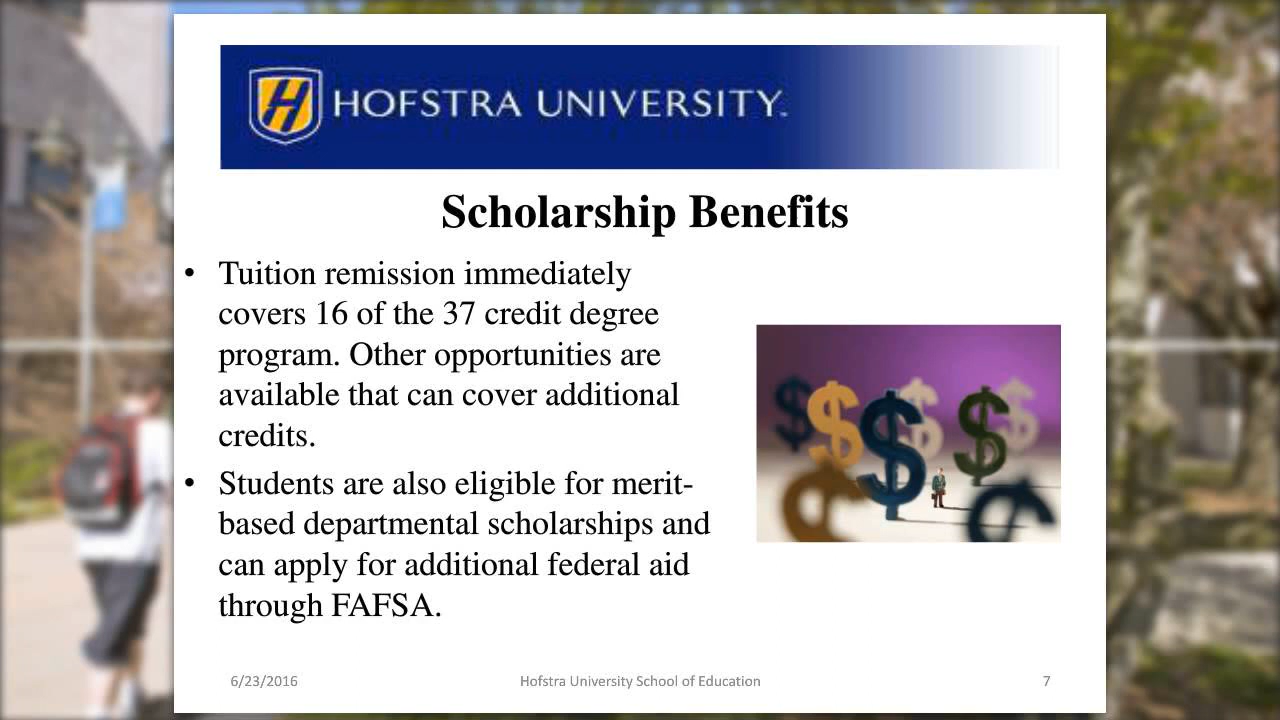 HOFSTRA UNIVERSITY™
Scholarship Benefits
• Tuition remission immediately
covers 16 of the 37 credit degree
program. Other opportunities are
available that can cover additional
credits.
• Students are also eligible for merit-
based departmental scholarships and
can apply for additional federal aid
through FAFSA.
6/23/2016 Hofstra University School of Education 7